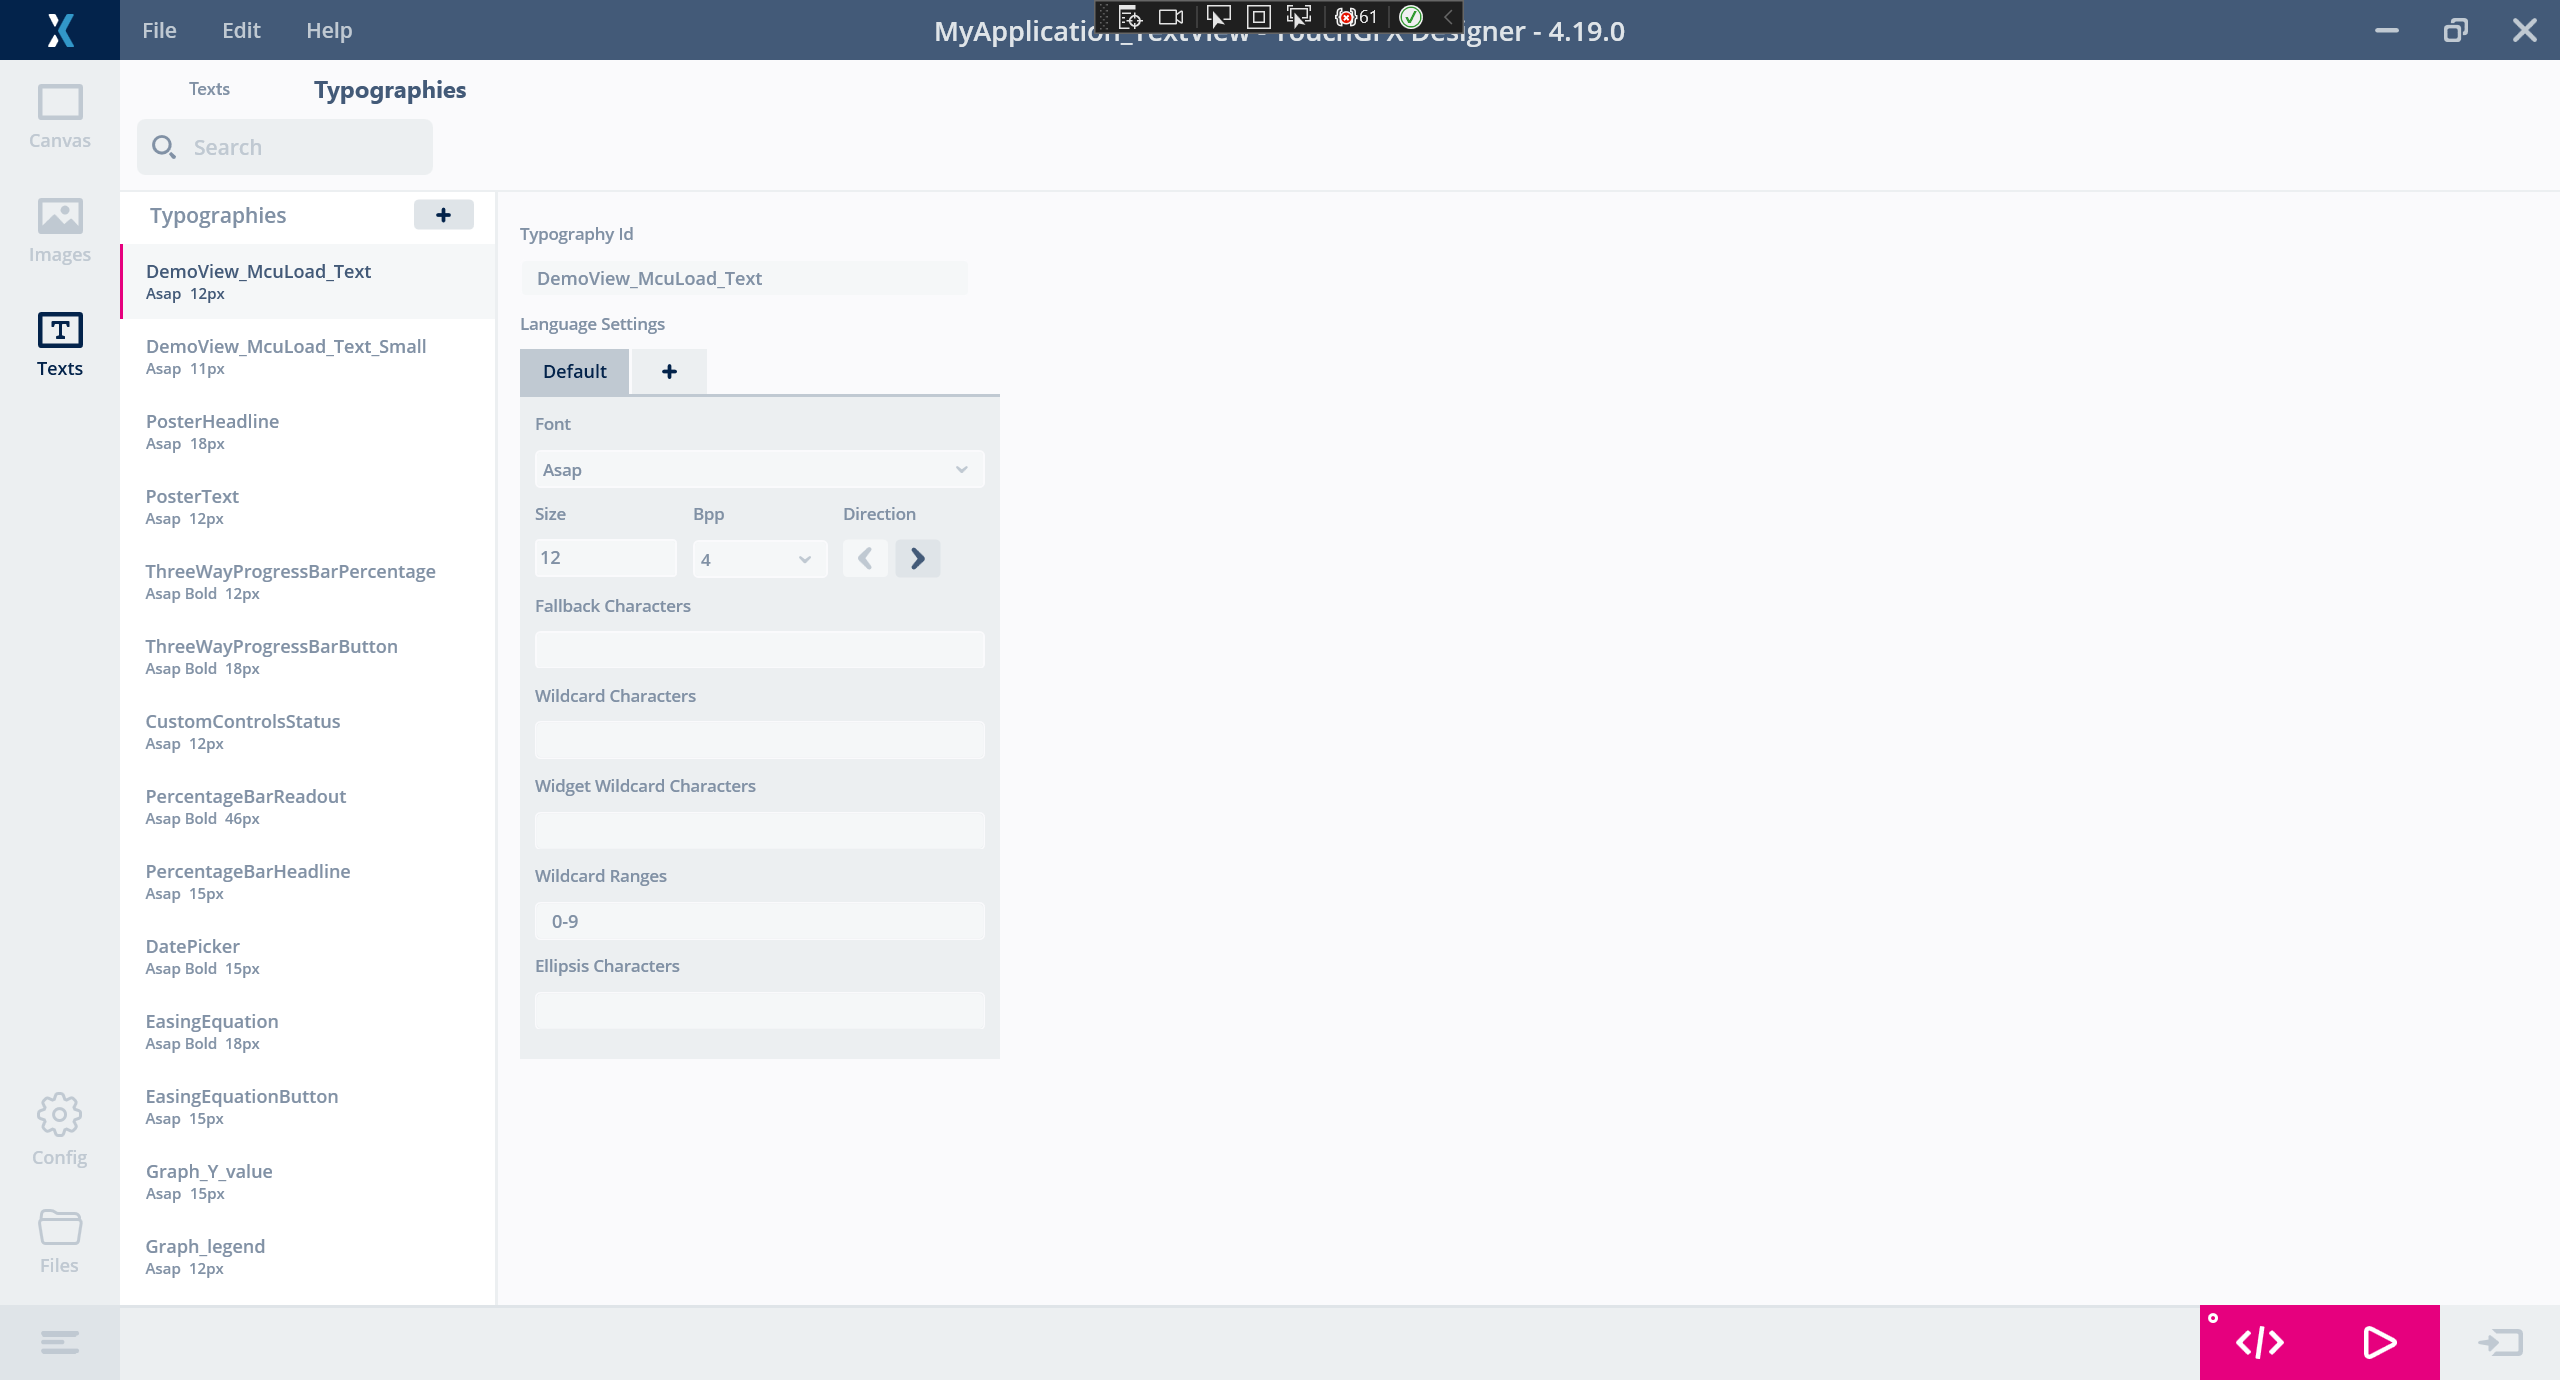 File Edit Help
MyApplication_TextView - TouchGFX Designer - 4.19.0
61
Canvas
Images
Texts
Config
Files
Texts Typographies
Search
Typographies
DemoView_McuLoad_Text
Asap 12px
DemoView_McuLoad_Text_Small
Asap 11px
PosterHeadline
Asap 18px
PosterText
Asap 12px
ThreeWayProgressBarPercentage
Asap Bold 12px
ThreeWayProgressBarButton
Asap Bold 18px
CustomControlsStatus
Asap 12px
PercentageBarReadout
Asap Bold 46px
PercentageBarHeadline
Asap 15px
DatePicker
Asap Bold 15px
EasingEquation
Asap Bold 18px
EasingEquationButton
Asap 15px
Graph_Y_value
Asap 15px
Graph_legend
Asap 12px
Typography Id
DemoView_McuLoad_Text
Language Settings
Default
Font
Asap
Size Bpp Direction
12 4
Fallback Characters
Wildcard Characters
Widget Wildcard Characters
Wildcard Ranges
0-9
Ellipsis Characters